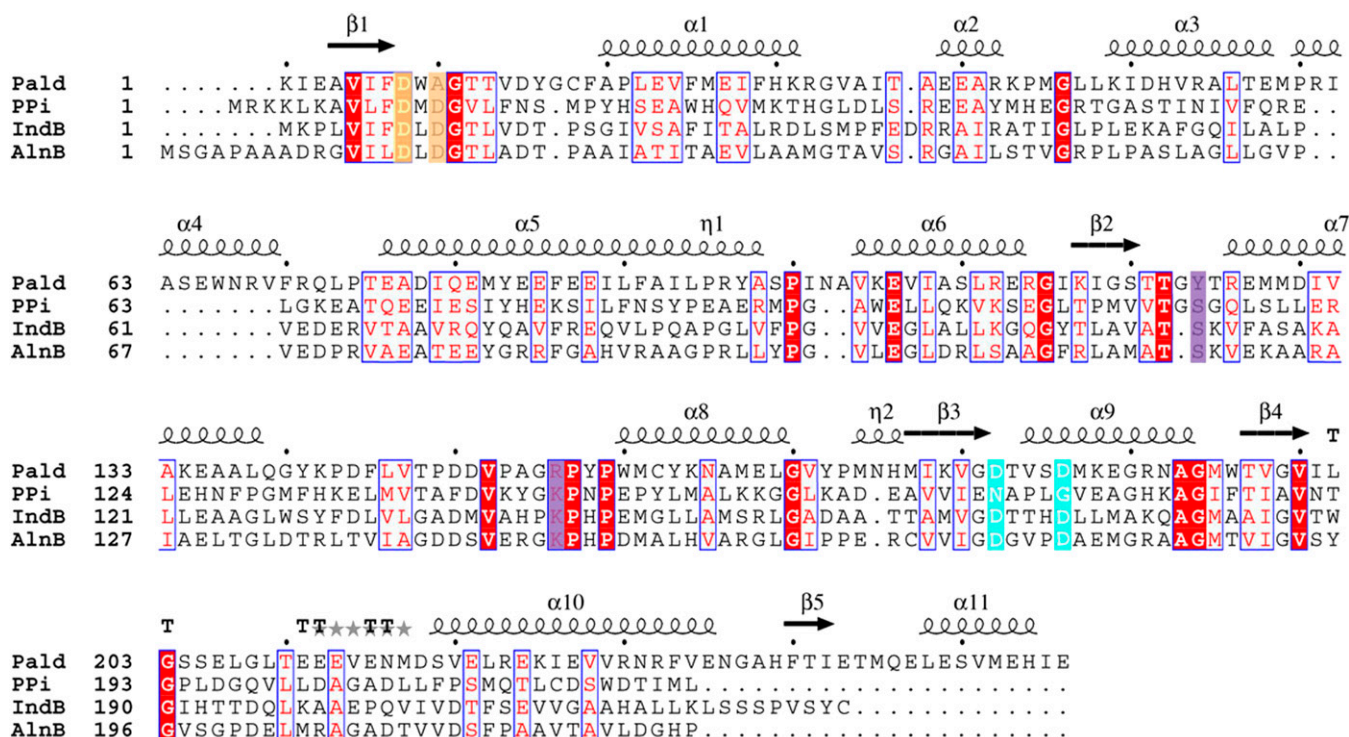 β1 α1 α2 α3
Pald 1 .......KIEAVIFDWAGTTVDYGCFAPLEVFMEIFHKRGVAIT.AEEARKPMGLLKIDHVRALTEMPRI
PPi 1 ....MRKKLKAVLFDMDGVLFNS.MPYHSEAWHQVMKTHGLDLS.REEAYMHEGRTGASTINIVFQRE..
IndB 1 .......MKPLVIFDLDGTLVDT.PSGIVSAFITALRDLSMPFEDRRAIRATIGLPLEKAFGQILALP..
AlnB 1 MSGAPAAADRGVILDLDGTLADT.PAAIATITAEVLAAMGTAVS.RGAILSTVGRPLPASLAGLLGVP..
α4 α5 η1 α6 β2 α7
Pald 63 ASEWNRVFRQLPTEADIQEMYEEFEEILFAILPRYASPINAVKEVIASLRERGIKIGSTTGYTREMMDIV
PPi 63 .......LGKEATQEEIESIYHEKSILFNSYPEAERMPG..AWELLQKVKSEGLTPMVVTGSGQLSLLER
IndB 61 .......VEDERVTAAVRQYQAVFREQVLPQAPGLVFPG..VVEGLALLKGQGYTLAVAT.SKVFASAKA
AlnB 67 .......VEDPRVAEATEEYGRRFGAHVRAAGPRLLYPG..VLEGLDRLSAAGFRLAMAT.SKVEKAARA
α8 η2 β3 α9 β4 T
Pald 133 AKEAALQGYKPDFLVTPDDVPAGRPYPWMCYKNAMELGVYPMNHMIKVGDTVSDMKEGRNAGMWTVGVIL
PPi 124 LEHNFPGMFHKELMVTAFDVKYGKPNPEPYLMALKKGGLKAD.EAVVIENAPLGVEAGHKAGIFTIAVNT
IndB 121 LLEAAGLWSYFDLVLGADMVAHPKPHPEMGLLAMSRLGADAA.TTAMVGDTTHDLLMAKQAGMAAIGVTW
AlnB 127 IAELTGLDTRLTVIAGDDSVERGKPHPDMALHVARGLGIPPE.RCVVIGDGVPDAEMGRAAGMTVIGVSY
T TT TT α10 β5 α11
Pald 203 GSSELGLTEEEVENMDSVELREKIEVVRNRFVENGAHFTIETMQELESVMEHIE
PPi 193 GPLDGQVLLDAGADLLFPSMQTLCDSWDTIML......................
IndB 190 GIHTTDQLKAAEPQVIVDTFSEVVGAAHALLKLSSSPVSYC.............
AlnB 196 GVSGPDELMRAGADTVVDSFPAAVTAVLDGHP......................